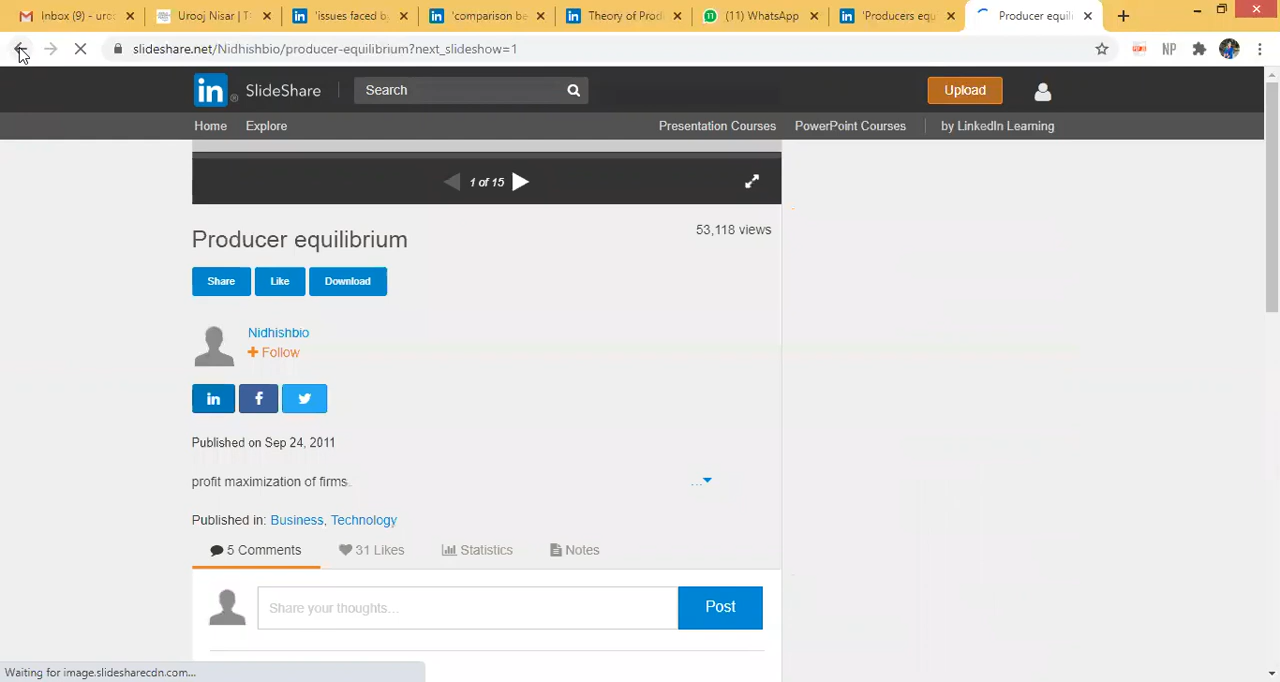 Inbox (9) - uro
Urooj Nisar | T
'issues faced b
'comparison be
Theory of Prod
(11) WhatsApp
'Producers equ
Producer equili
slideshare.net/Nidhishbio/producer-equilibrium?next_slideshow=1
NP
in SlideShare
Search
Upload
Home
Explore
Presentation Courses
PowerPoint Courses
by LinkedIn Learning
1 of 15
Producer equilibrium
53,118 views
Share
Like
Download
Nidhishbio
+ Follow
Published on Sep 24, 2011
profit maximization of firms.
...
Published in: Business, Technology
5 Comments
31 Likes
Statistics
Notes
Share your thoughts...
Post
Waiting for image.slidesharecdn.com...